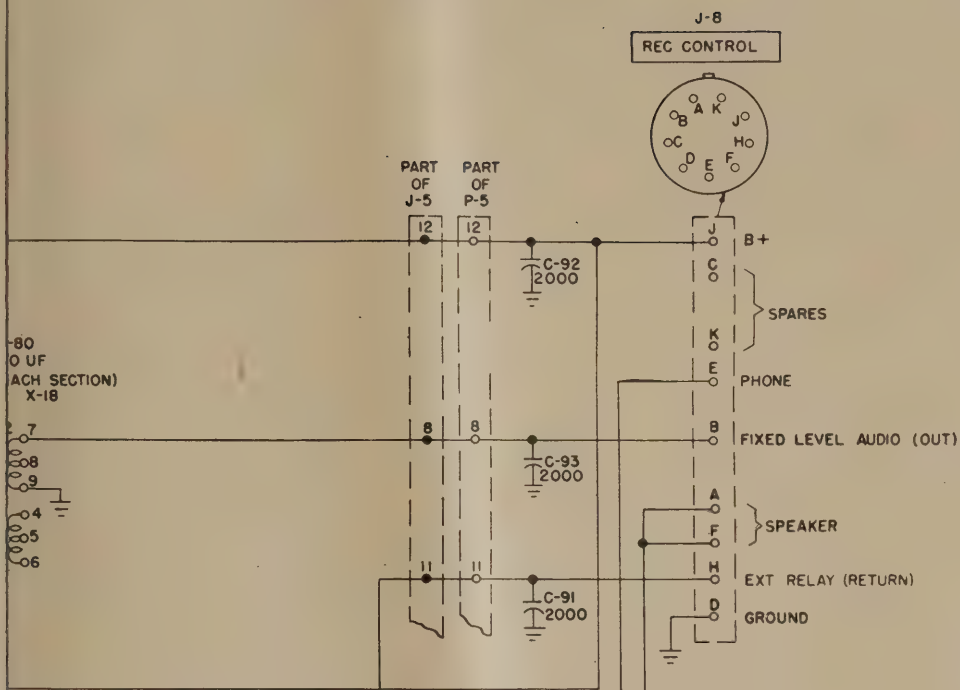 J-8
REC CONTROL
A K
B J
C H
D E F
PART OF J-5
PART OF P-5
12 12 J B+
C-92
2000
C
SPARES
K
-80
0 UF
ACH SECTION)
X-18
E PHONE
7 8 8 B FIXED LEVEL AUDIO (OUT)
8
9
C-93
2000
A
SPEAKER
F
4
5
6
11 11 H EXT RELAY (RETURN)
C-91
2000
D GROUND